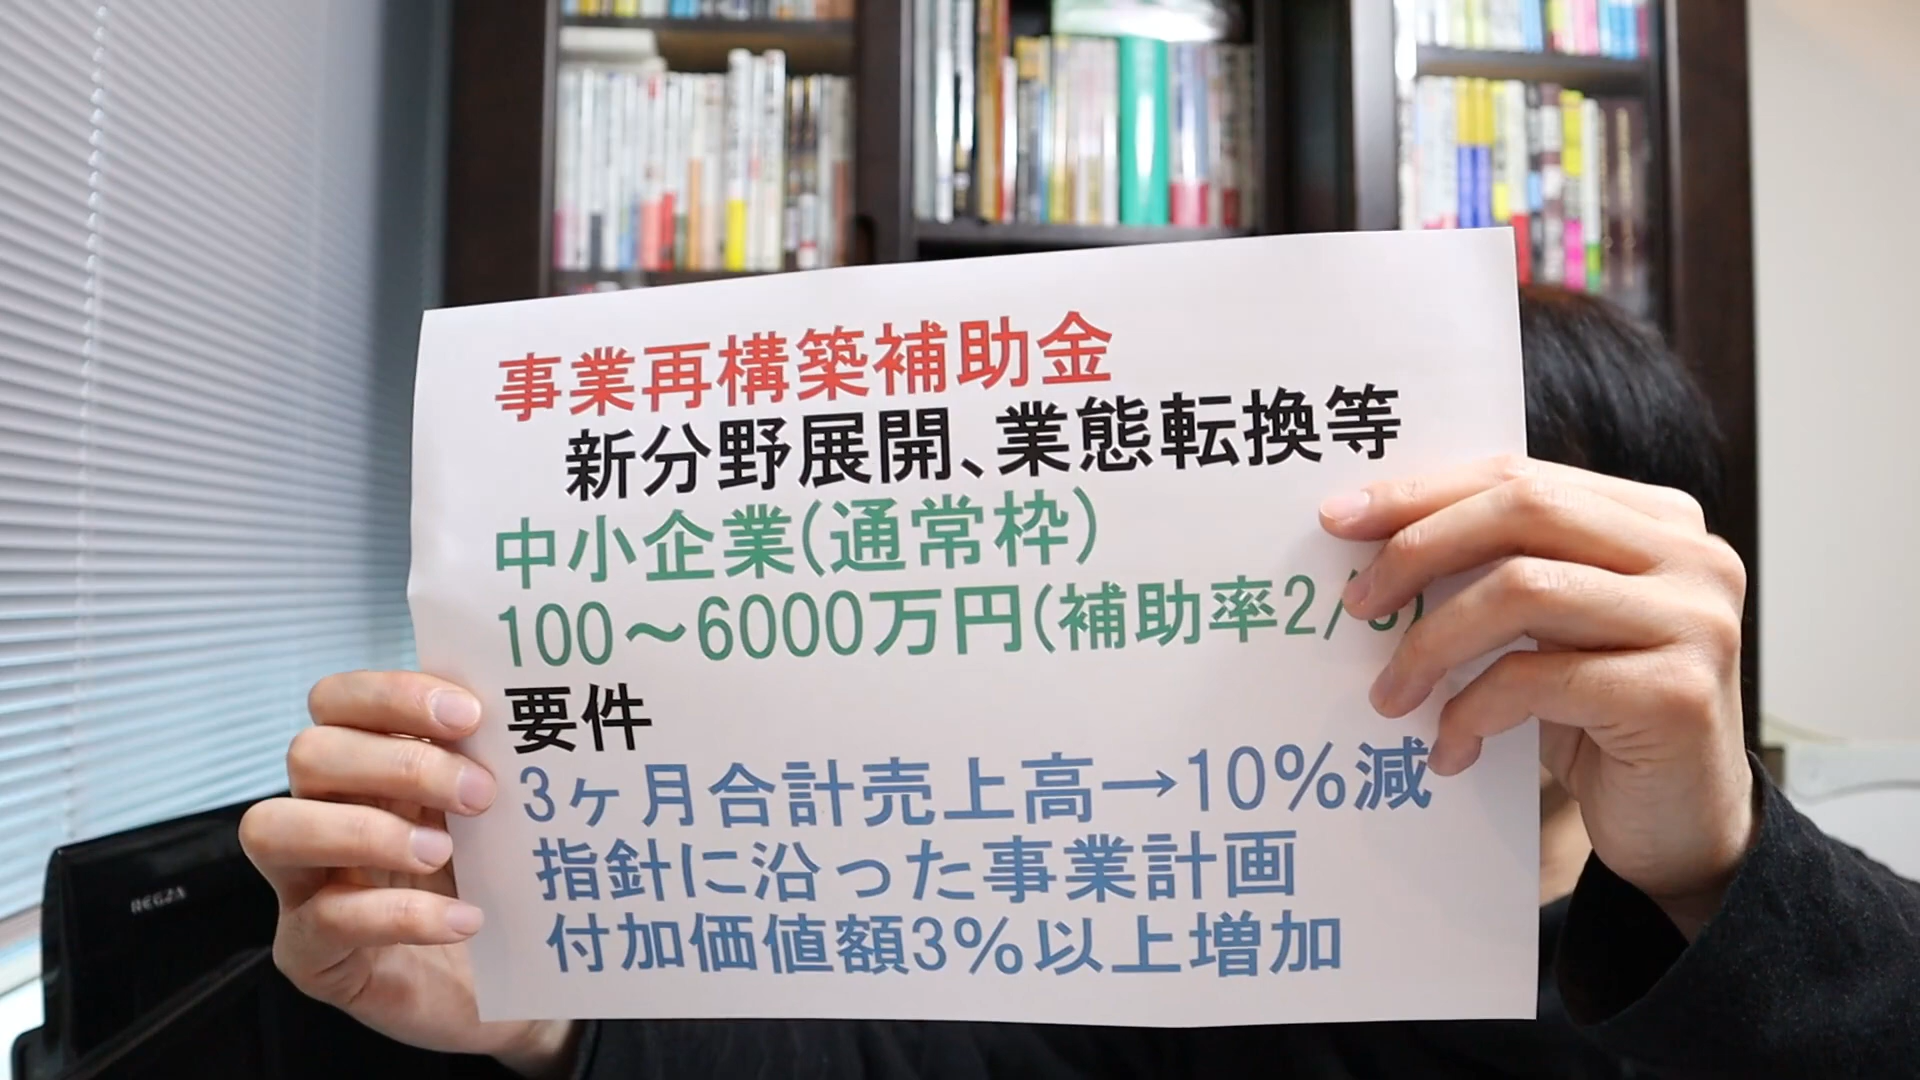 事業再構築補助金
新分野展開、業態転換等
中小企業(通常枠)
100～6000万円(補助率2/3)
要件
3ヶ月合計売上高→10%減
指針に沿った事業計画
付加価値額3%以上増加
REGZA